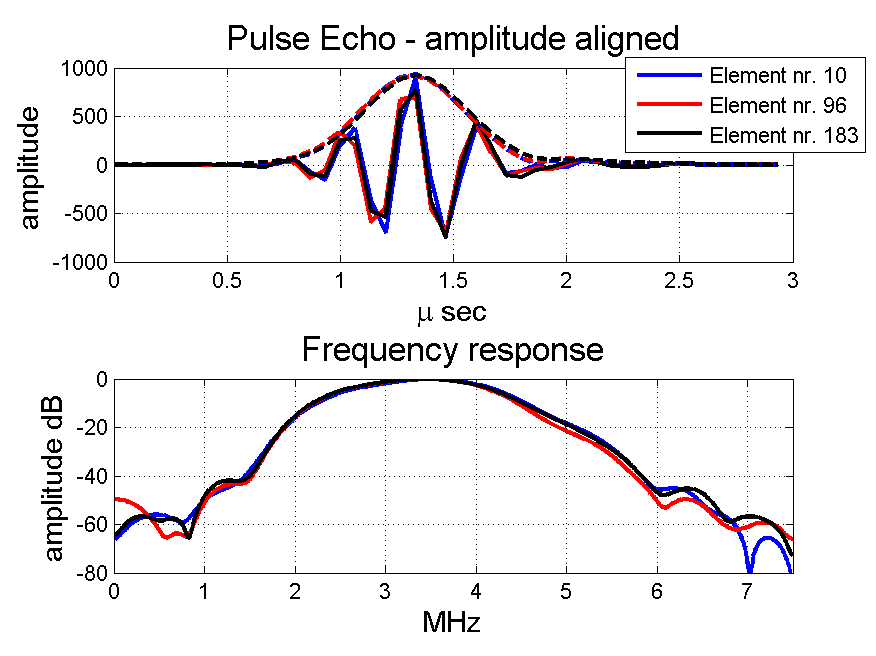 Pulse Echo - amplitude aligned
amplitude
1000
500
0
-500
-1000
0 0.5 1 1.5 2 2.5 3
μ sec
Element nr. 10
Element nr. 96
Element nr. 183
Frequency response
amplitude dB
0
-20
-40
-60
-80
0 1 2 3 4 5 6 7
MHz